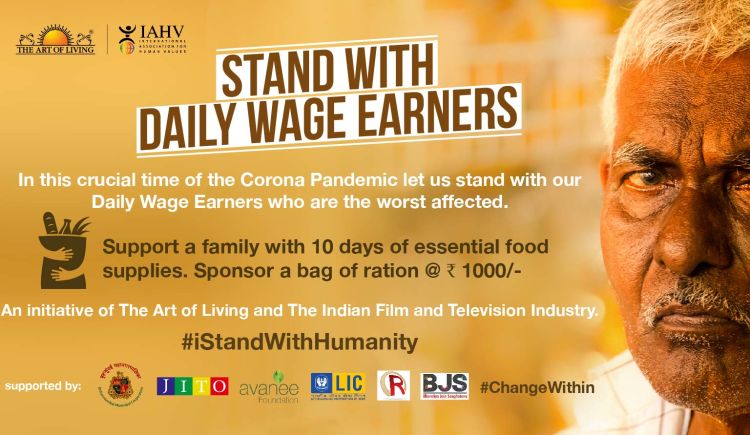 THE ART OF LIVING
IAHV
INTERNATIONAL
ASSOCIATION FOR
HUMAN VALUES
STAND WITH
DAILY WAGE EARNERS
In this crucial time of the Corona Pandemic let us stand with our
Daily Wage Earners who are the worst affected.
Support a family with 10 days of essential food
supplies. Sponsor a bag of ration @ ₹ 1000/-
An initiative of The Art of Living and The Indian Film and Television Industry.
#iStandWithHumanity
supported by:
JITO
avanee
Foundation
LIC
R
BJS
#ChangeWithin